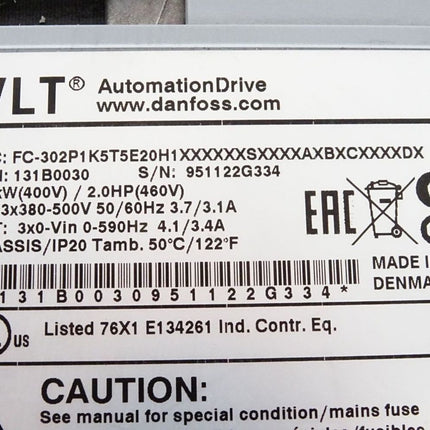 VLT® AutomationDrive
www.danfoss.com
: FC-302P1K5T5E20H1XXXXXXSXXXXAXBXCXXXXDX
N: 131B0030 S/N: 951122G334
kW(400V) / 2.0HP(460V)
3x380-500V 50/60Hz 3.7/3.1A
T: 3x0-Vin 0-590Hz 4.1/3.4A
ASSIS/IP20 Tamb. 50°C/122°F
EAC
MADE I
DENMA
131B0030951122G334*
US Listed 76X1 E134261 Ind. Contr. Eq.
CAUTION:
See manual for special condition/mains fuse